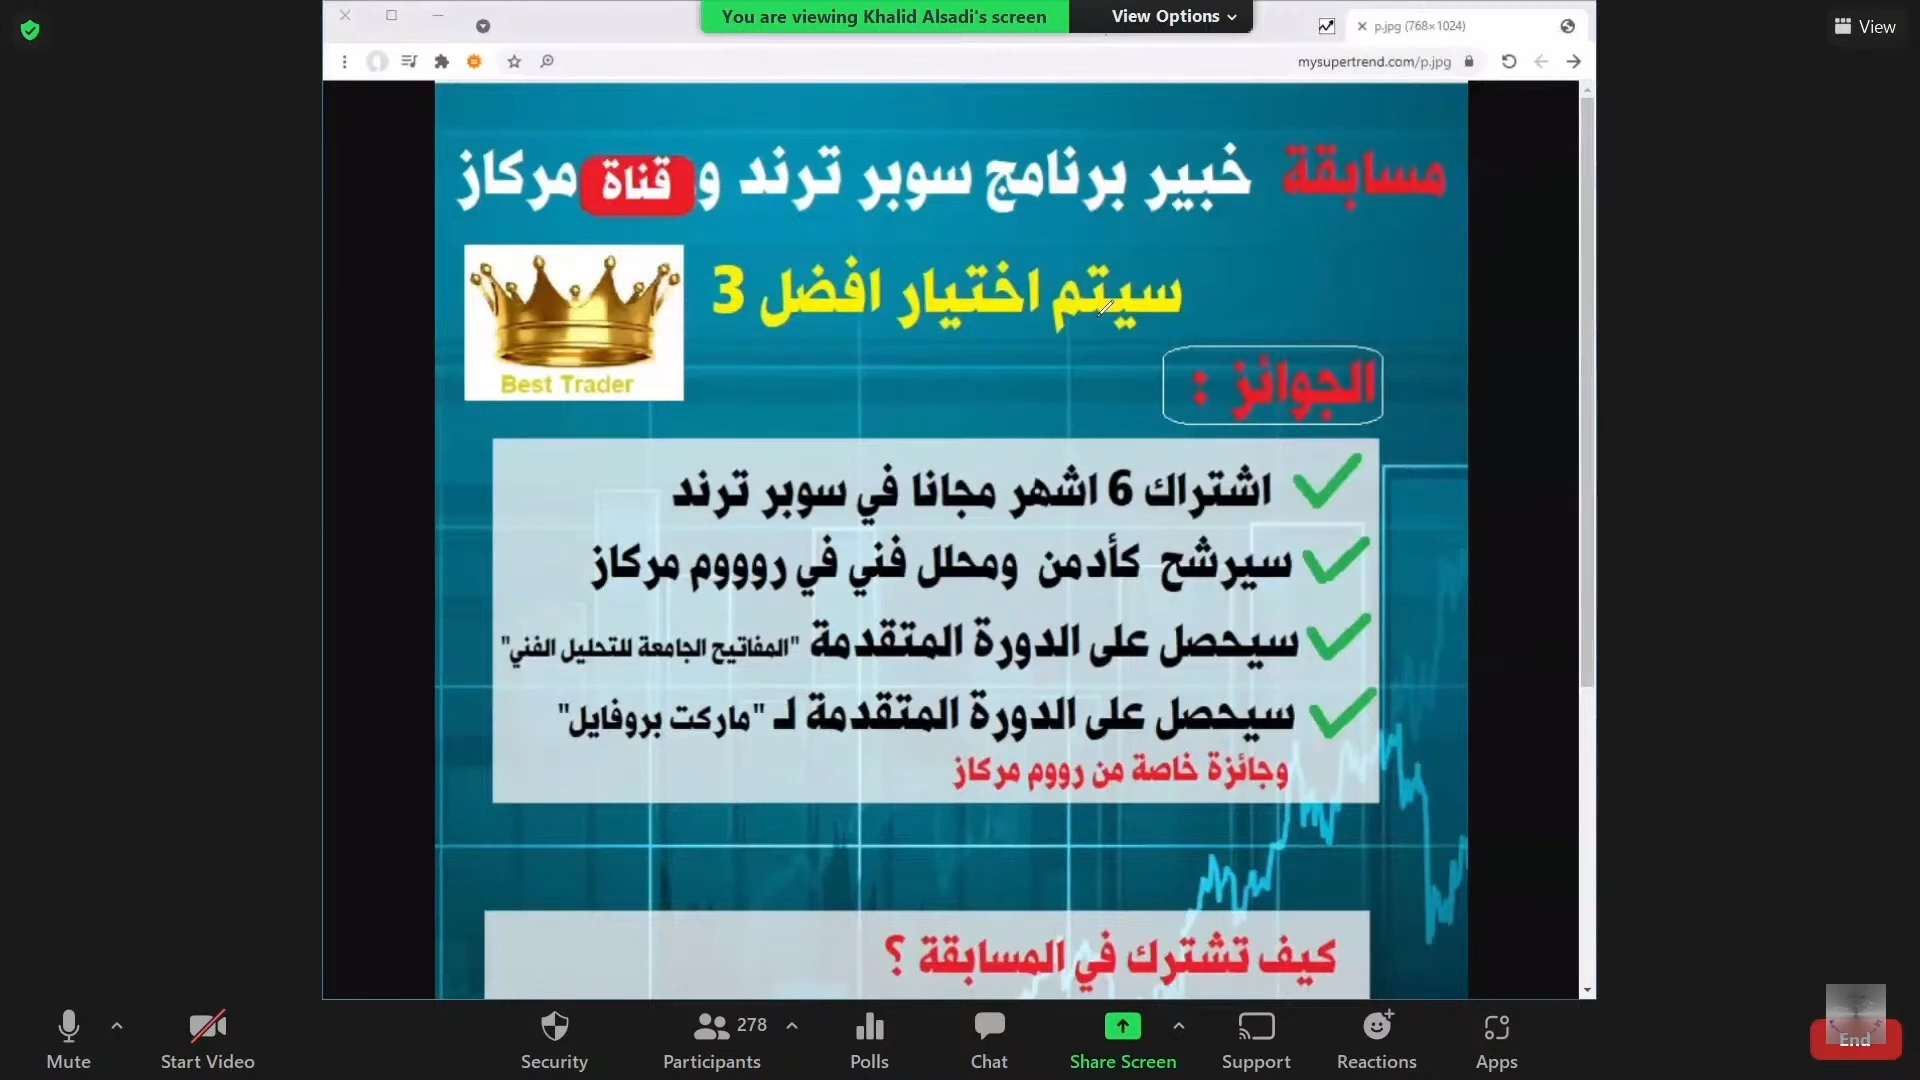 You are viewing Khalid Alsadi's screen
View Options
View
p.jpg (768×1024)
mysupertrend.com/p.jpg
مسابقة خبير برنامج سوبر ترند و قناة مركاز
سيتم اختيار افضل 3
Best Trader
الجوائز :
اشتراك 6 اشهر مجانا في سوبر ترند
سيرشح كأدمن ومحلل فني في روووم مركاز
سيحصل على الدورة المتقدمة "المفاتيح الجامعة للتحليل الفني"
سيحصل على الدورة المتقدمة لـ "ماركت بروفايل"
وجائزة خاصة من رووم مركاز
كيف تشترك في المسابقة ؟
278
Mute
Start Video
Security
Participants
Polls
Chat
Share Screen
Support
Reactions
Apps
End